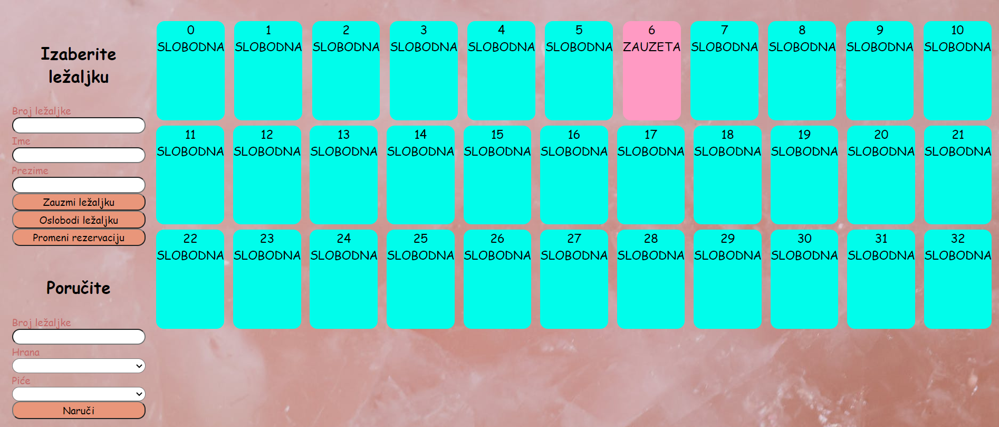 Izaberite
ležaljku
Broj ležaljke
Ime
Prezime
Zauzmi ležaljku
Oslobodi ležaljku
Promeni rezervaciju
Poručite
Broj ležaljke
Hrana
Piće
Naruči
0 1 2 3 4 5 6 7 8 9 10
SLOBODNA SLOBODNA SLOBODNA SLOBODNA SLOBODNA SLOBODNA ZAUZETA SLOBODNA SLOBODNA SLOBODNA SLOBODNA
11 12 13 14 15 16 17 18 19 20 21
SLOBODNA SLOBODNA SLOBODNA SLOBODNA SLOBODNA SLOBODNA SLOBODNA SLOBODNA SLOBODNA SLOBODNA SLOBODNA
22 23 24 25 26 27 28 29 30 31 32
SLOBODNA SLOBODNA SLOBODNA SLOBODNA SLOBODNA SLOBODNA SLOBODNA SLOBODNA SLOBODNA SLOBODNA SLOBODNA